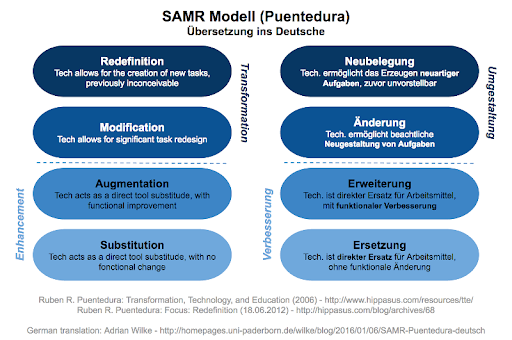 SAMR Modell (Puentedura)
Übersetzung ins Deutsche
Redefinition
Tech allows for the creation of new tasks,
previously inconceivable
Modification
Tech allows for significant task redesign
Transformation
Augmentation
Tech acts as a direct tool substitute, with
functional improvement
Substitution
Tech acts as a direct tool substitute, with no
fonctional change
Enhancement
Neubelegung
Tech. ermöglicht das Erzeugen neuartiger
Aufgaben, zuvor unvorstellbar
Änderung
Tech. ermöglicht beachtliche
Neugestaltung von Aufgaben
Umgestaltung
Erweiterung
Tech. ist direkter Ersatz für Arbeitsmittel,
mit funktionaler Verbesserung
Ersetzung
Tech. ist direkter Ersatz für Arbeitsmittel,
ohne funktionale Änderung
Verbesserung
Ruben R. Puentedura: Transformation, Technology, and Education (2006) - http://www.hippasus.com/resources/tte/
Ruben R. Puentedura: Focus: Redefinition (18.06.2012) - http://hippasus.com/blog/archives/68
German translation: Adrian Wilke - http://homepages.uni-paderborn.de/wilke/blog/2016/01/06/SAMR-Puentedura-deutsch